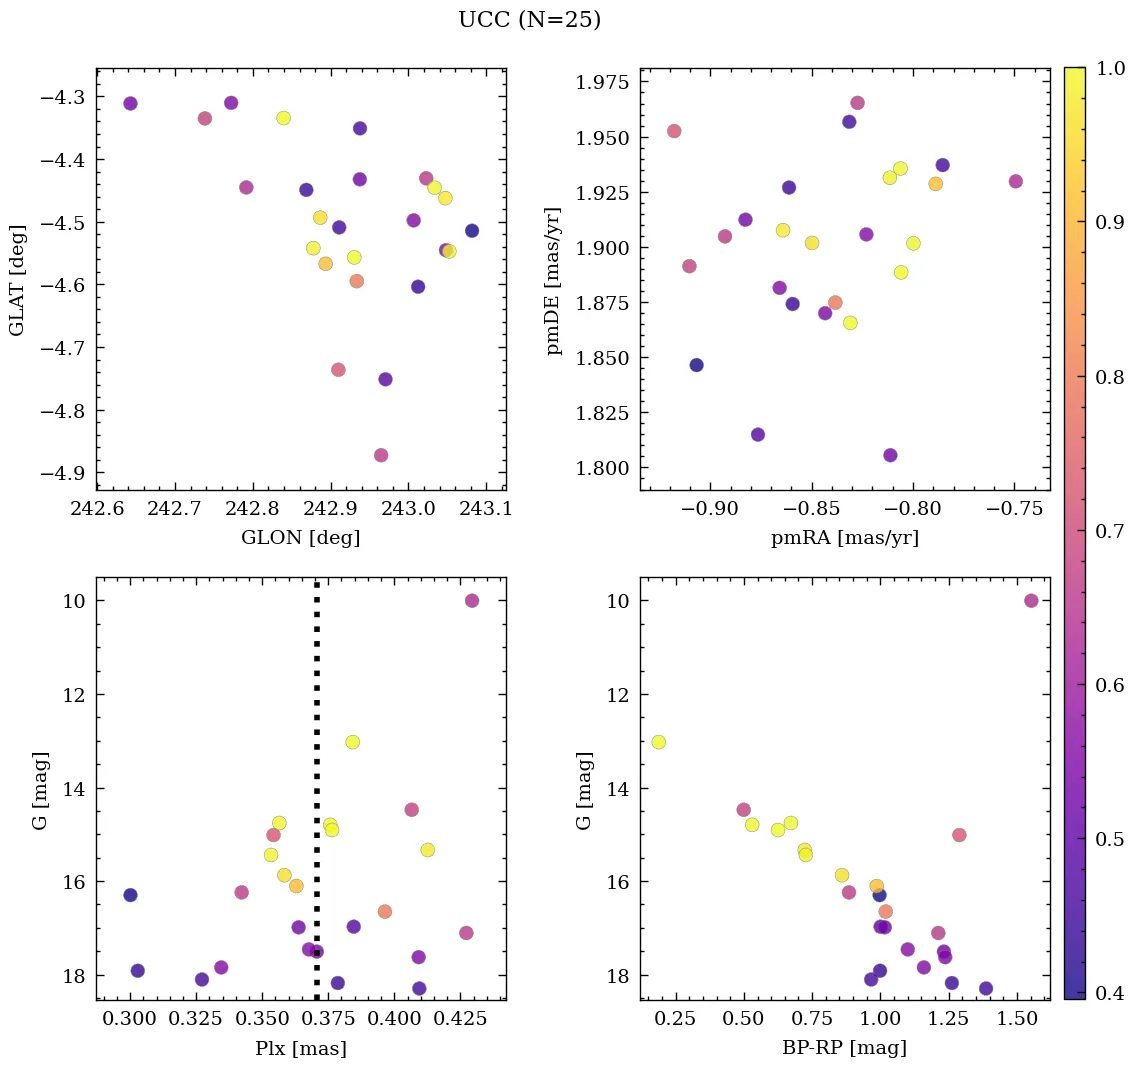 UCC (N=25)
−4.3
−4.4
−4.5
−4.6
−4.7
−4.8
−4.9
GLAT [deg]
242.6 242.7 242.8 242.9 243.0 243.1
GLON [deg]
1.975
1.950
1.925
1.900
1.875
1.850
1.825
1.800
pmDE [mas/yr]
−0.90 −0.85 −0.80 −0.75
pmRA [mas/yr]
10
12
14
16
18
G [mag]
0.300 0.325 0.350 0.375 0.400 0.425
Plx [mas]
10
12
14
16
18
G [mag]
0.25 0.50 0.75 1.00 1.25 1.50
BP-RP [mag]
1.0
0.9
0.8
0.7
0.6
0.5
0.4